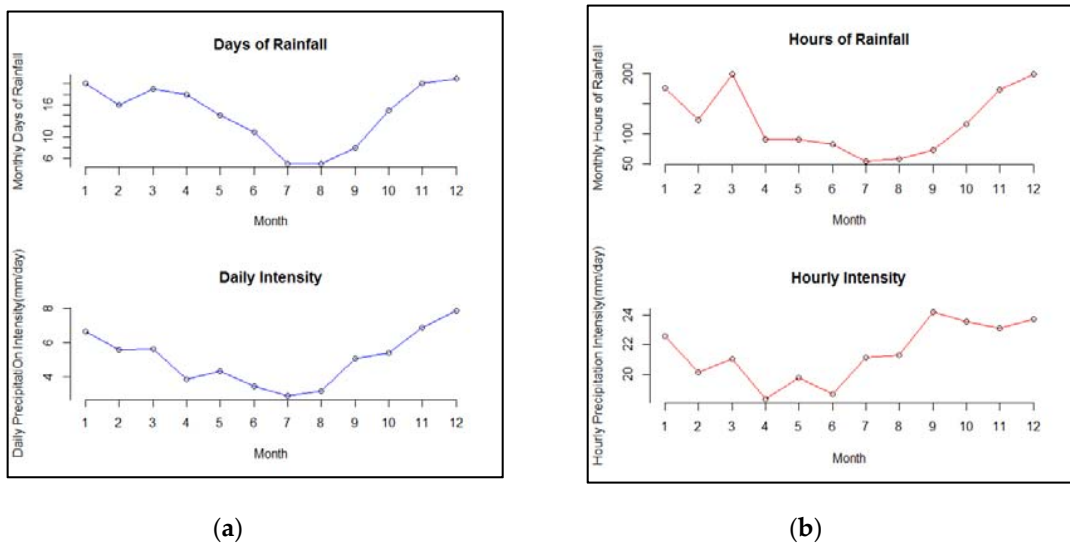 Days of Rainfall
Monthly Days of Rainfall
16
10
6
1 2 3 4 5 6 7 8 9 10 11 12
Month
Daily Intensity
Daily Precipitation Intensity(mm/day)
8
6
4
1 2 3 4 5 6 7 8 9 10 11 12
Month
(a)
Hours of Rainfall
Monthly Hours of Rainfall
200
100
50
1 2 3 4 5 6 7 8 9 10 11 12
Month
Hourly Intensity
Hourly Precipitation Intensity(mm/day)
24
22
20
1 2 3 4 5 6 7 8 9 10 11 12
Month
(b)